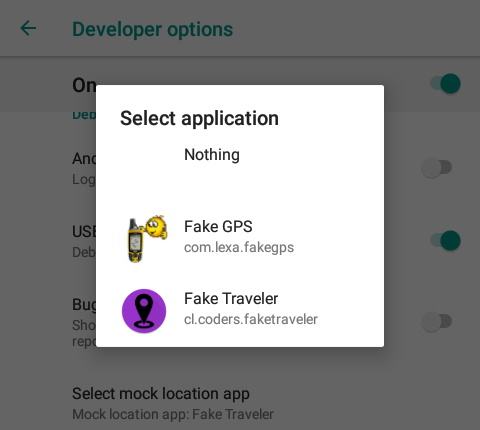 Developer options
On
Deb
Select application
Nothing
And
Log
Fake GPS
com.lexa.fakegps
USB
Deb
Fake Traveler
cl.coders.faketraveler
Bug
Sho
repo
Select mock location app
Mock location app: Fake Traveler